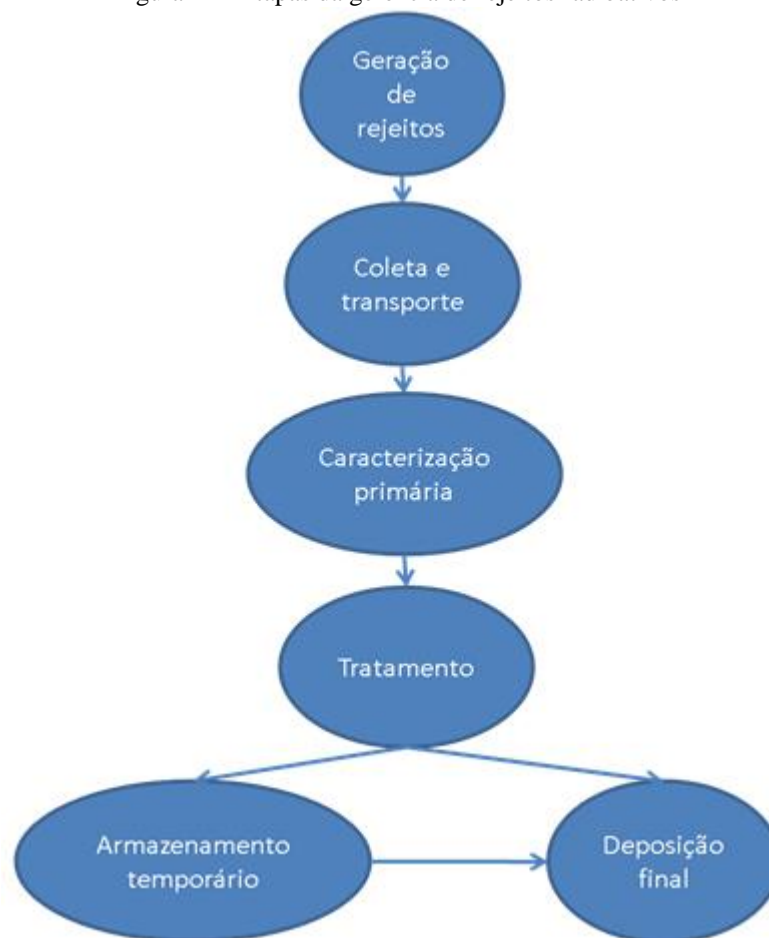 Geração
de
rejeitos
Coleta e
transporte
Caracterização
primária
Tratamento
Armazenamento
temporário
Deposição
final